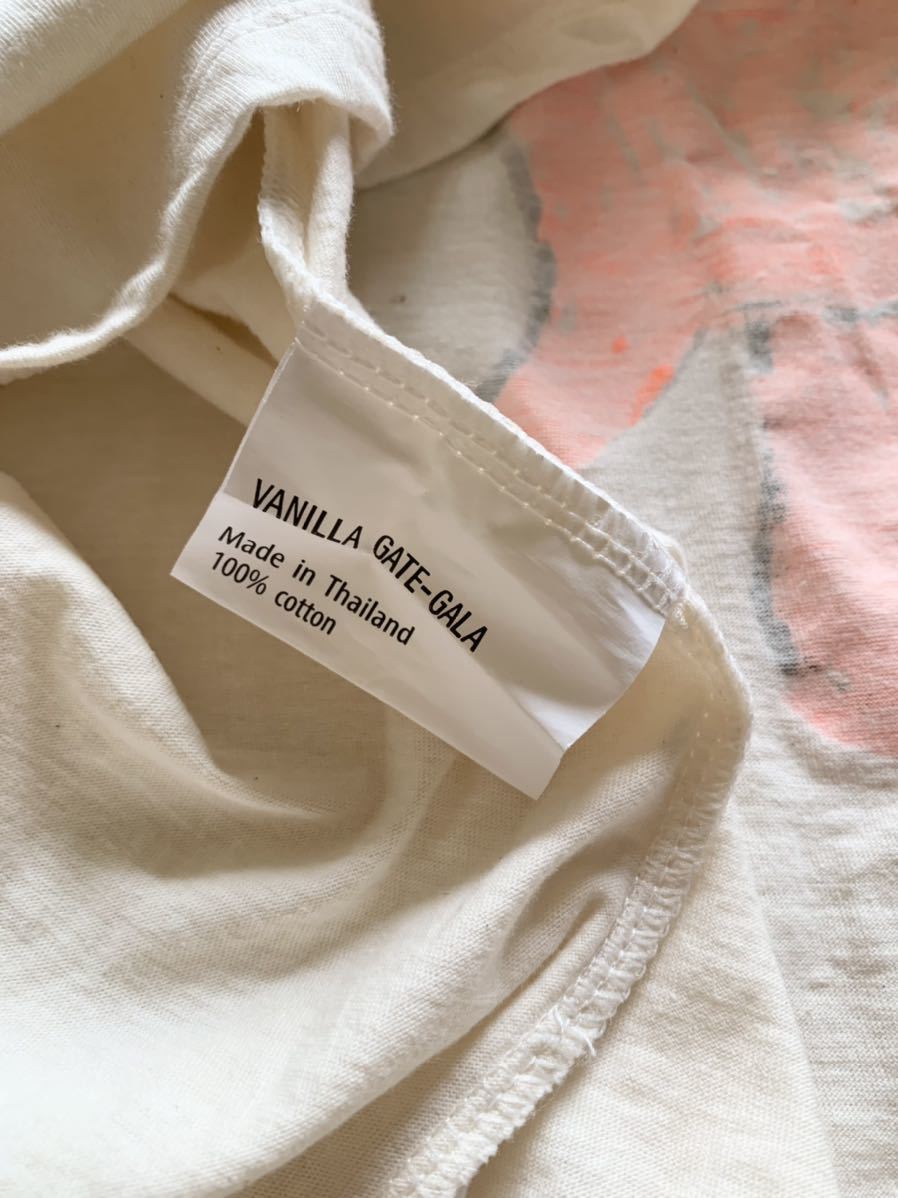 VANILLA GATE-GALA
Made in Thailand
100% cotton